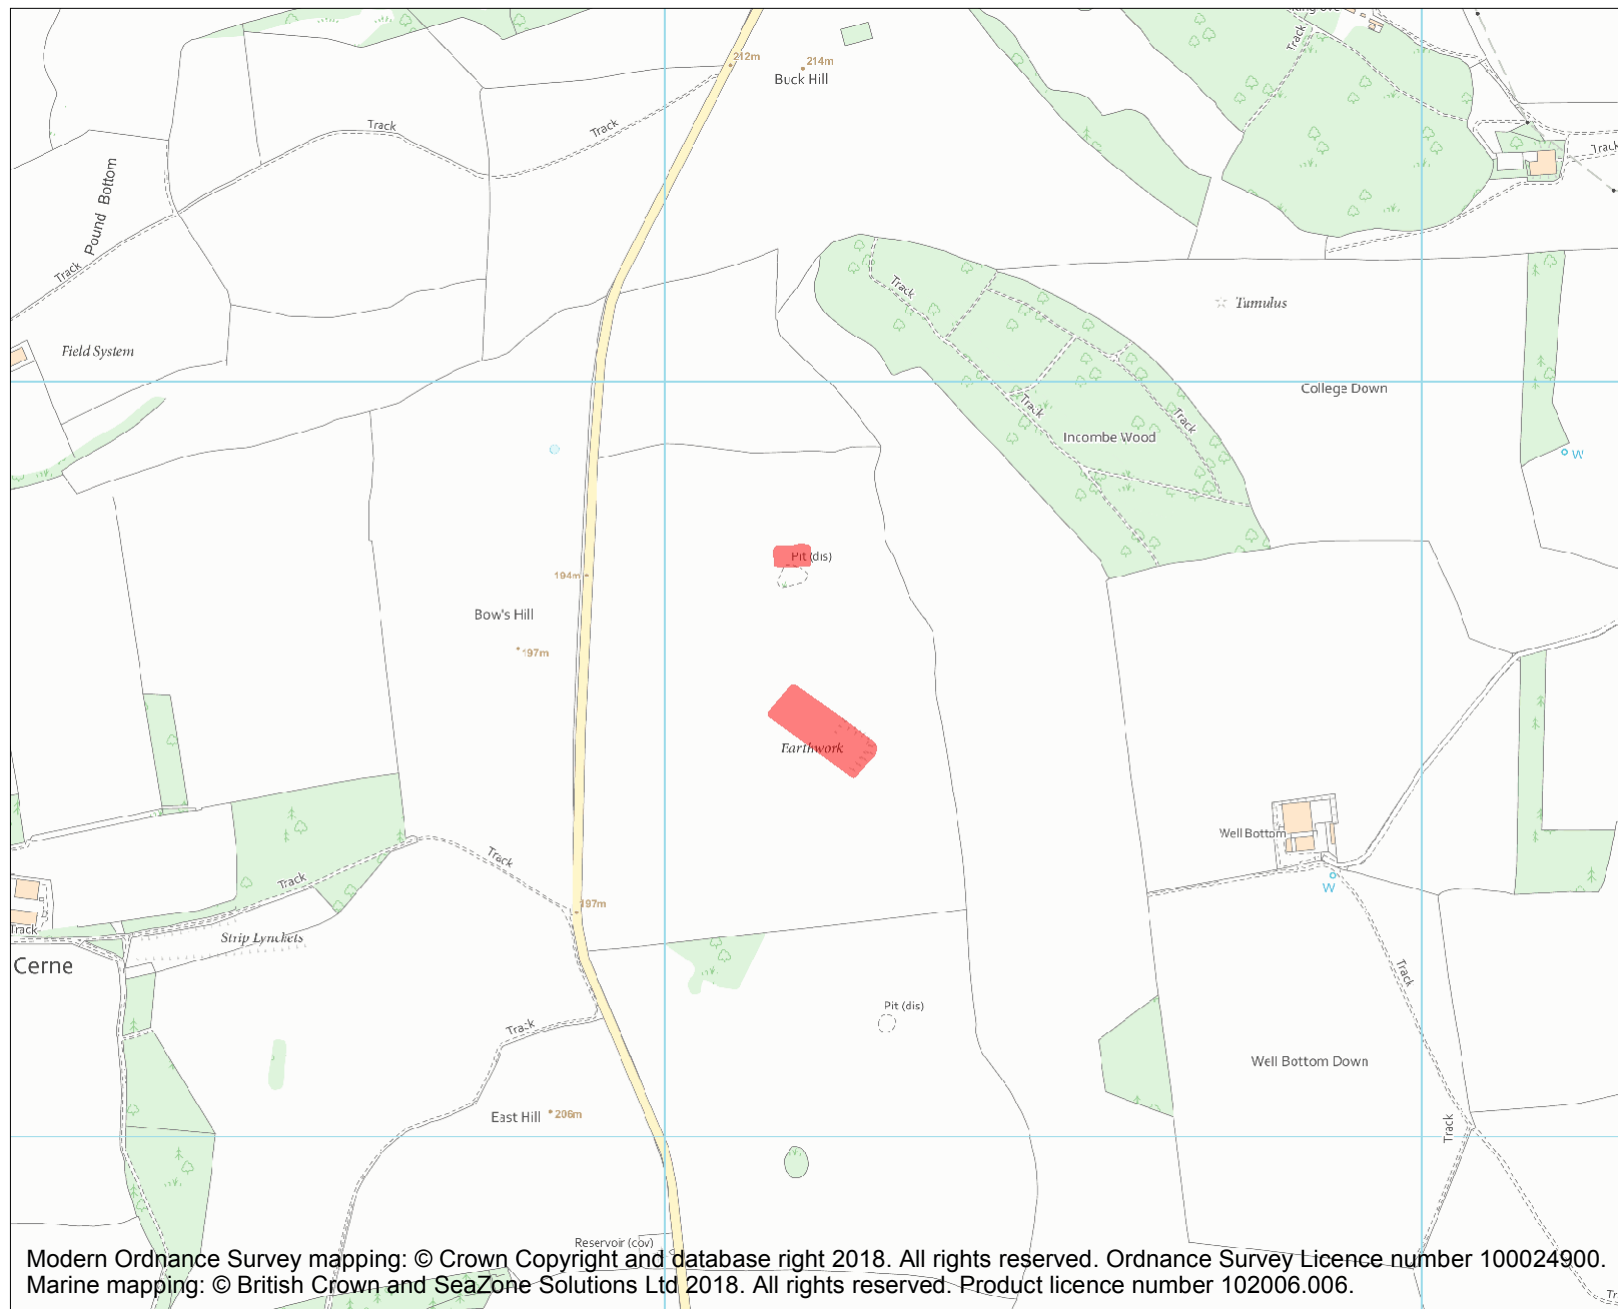 212m
214m
Buck Hill
Track
Track
Track
Track
Pound Bottom
Track
Track
Tumulus
Field System
College Down
Track
Track
Incombe Wood
W
Pit (dis)
194m
Bow's Hill
197m
Earthwork
Well Bottom
Track
W
Track
197m
Track
Strip Lynchets
Cerne
Track
Pit (dis)
Track
Well Bottom Down
East Hill
206m
Track
Reservoir (cov)
Modern Ordnance Survey mapping: © Crown Copyright and database right 2018. All rights reserved. Ordnance Survey Licence number 100024900.
Marine mapping: © British Crown and SeaZone Solutions Ltd 2018. All rights reserved. Product licence number 102006.006.